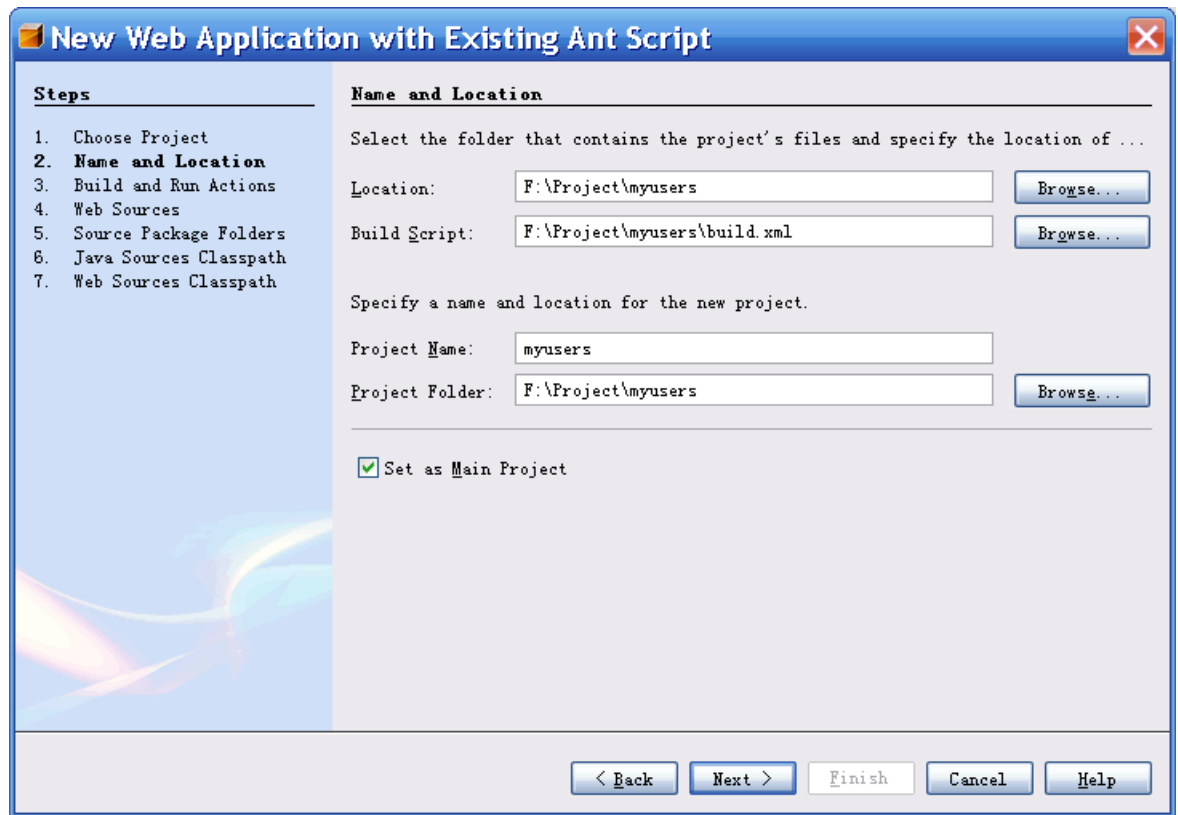 New Web Application with Existing Ant Script
Steps
1. Choose Project
2. Name and Location
3. Build and Run Actions
4. Web Sources
5. Source Package Folders
6. Java Sources Classpath
7. Web Sources Classpath
Name and Location
Select the folder that contains the project's files and specify the location of ...
Location: F:\Project\myusers Browse...
Build Script: F:\Project\myusers\build.xml Browse...
Specify a name and location for the new project.
Project Name: myusers
Project Folder: F:\Project\myusers Browse...
Set as Main Project
< Back Next > Finish Cancel Help